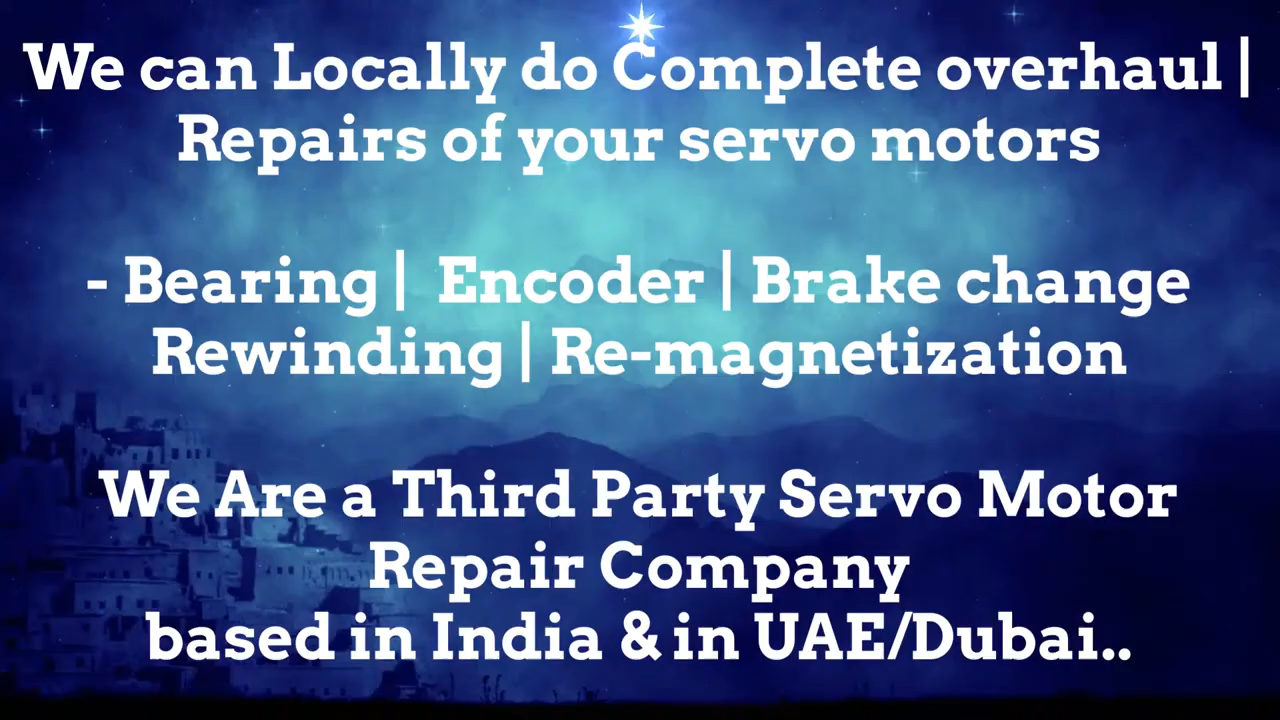 We can Locally do Complete overhaul |
Repairs of your servo motors
- Bearing | Encoder | Brake change
Rewinding | Re-magnetization
We Are a Third Party Servo Motor
Repair Company
based in India & in UAE/Dubai..